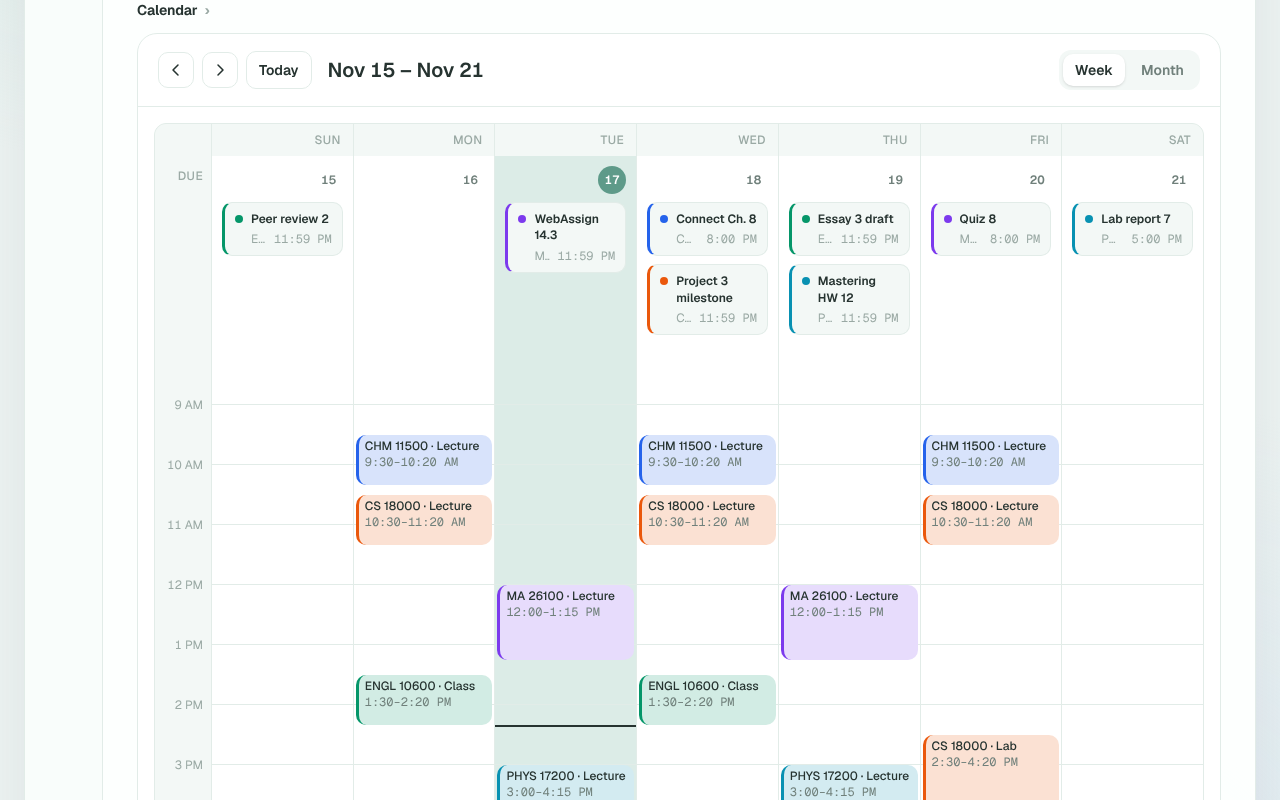 Calendar ›
Today
Nov 15 – Nov 21
Week
Month
SUN
MON
TUE
WED
THU
FRI
SAT
DUE
15
16
17
18
19
20
21
Peer review 2
E… 11:59 PM
WebAssign
14.3
M… 11:59 PM
Connect Ch. 8
C… 8:00 PM
Project 3
milestone
C… 11:59 PM
Essay 3 draft
E… 11:59 PM
Mastering
HW 12
P… 11:59 PM
Quiz 8
M… 8:00 PM
Lab report 7
P… 5:00 PM
9 AM
10 AM
11 AM
12 PM
1 PM
2 PM
3 PM
CHM 11500 · Lecture
9:30–10:20 AM
CS 18000 · Lecture
10:30–11:20 AM
ENGL 10600 · Class
1:30–2:20 PM
MA 26100 · Lecture
12:00–1:15 PM
PHYS 17200 · Lecture
3:00–4:15 PM
CHM 11500 · Lecture
9:30–10:20 AM
CS 18000 · Lecture
10:30–11:20 AM
ENGL 10600 · Class
1:30–2:20 PM
MA 26100 · Lecture
12:00–1:15 PM
PHYS 17200 · Lecture
3:00–4:15 PM
CHM 11500 · Lecture
9:30–10:20 AM
CS 18000 · Lecture
10:30–11:20 AM
CS 18000 · Lab
2:30–4:20 PM